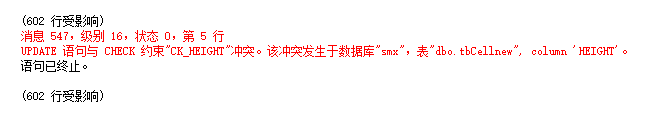 (602 行受影响)
消息 547，级别 16，状态 0，第 5 行
UPDATE 语句与 CHECK 约束"CK_HEIGHT"冲突。该冲突发生于数据库"smx"，表"dbo.tbCellnew", column 'HEIGHT'。
语句已终止。
(602 行受影响)